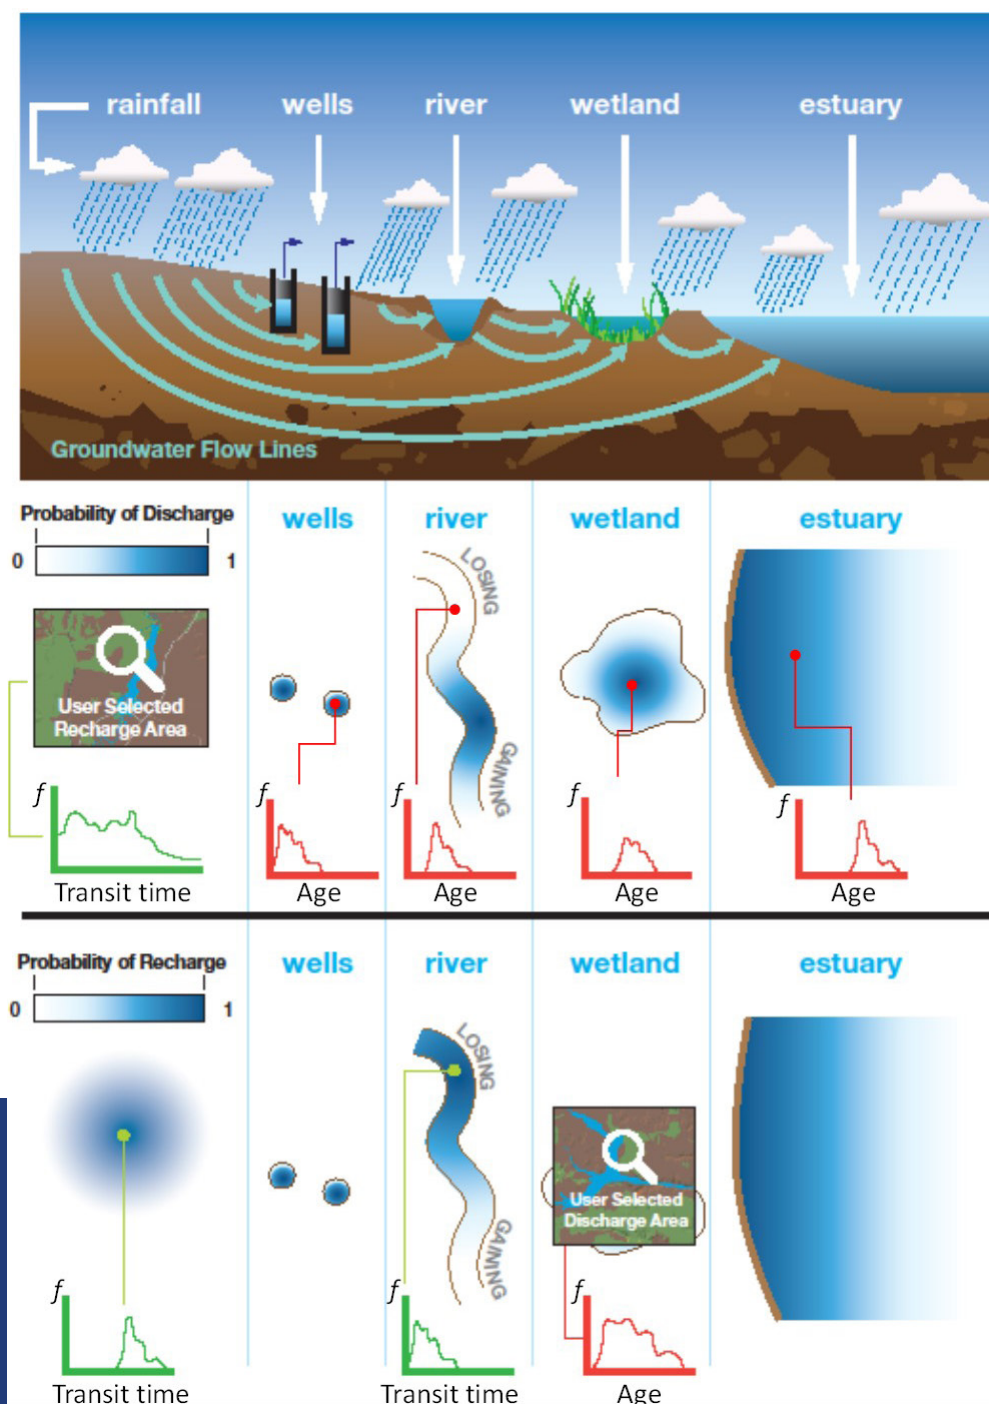 rainfall wells river wetland estuary
Groundwater Flow Lines
Probability of Discharge
0 1
wells river wetland estuary
LOSING
GAINING
User Selected
Recharge Area
f
Transit time
f
Age
f
Age
f
Age
f
Age
Probability of Recharge
0 1
wells river wetland estuary
LOSING
GAINING
User Selected
Discharge Area
f
Transit time
f
Transit time
f
Age